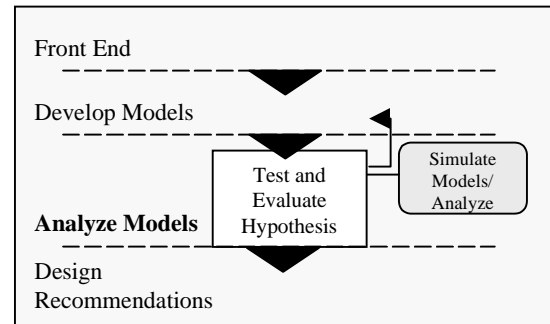 Front End
Develop Models
Test and
Evaluate
Hypothesis
Simulate
Models/
Analyze
Analyze Models
Design
Recommendations